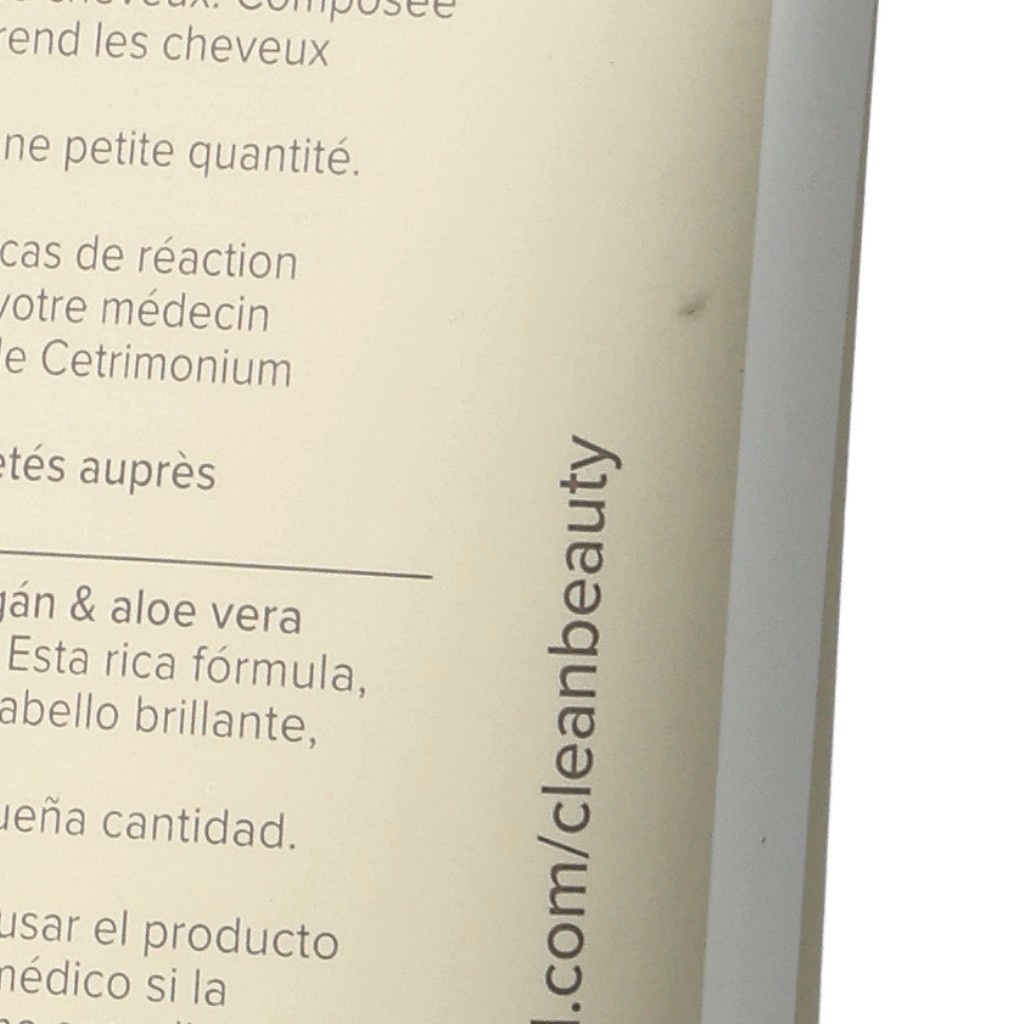 Composée
rend les cheveux
ne petite quantité.
cas de réaction
votre médecin
le Cetrimonium
etés auprès
gán & aloe vera
Esta rica fórmula,
abello brillante,
ueña cantidad.
usar el producto
médico si la
l.com/cleanbeauty